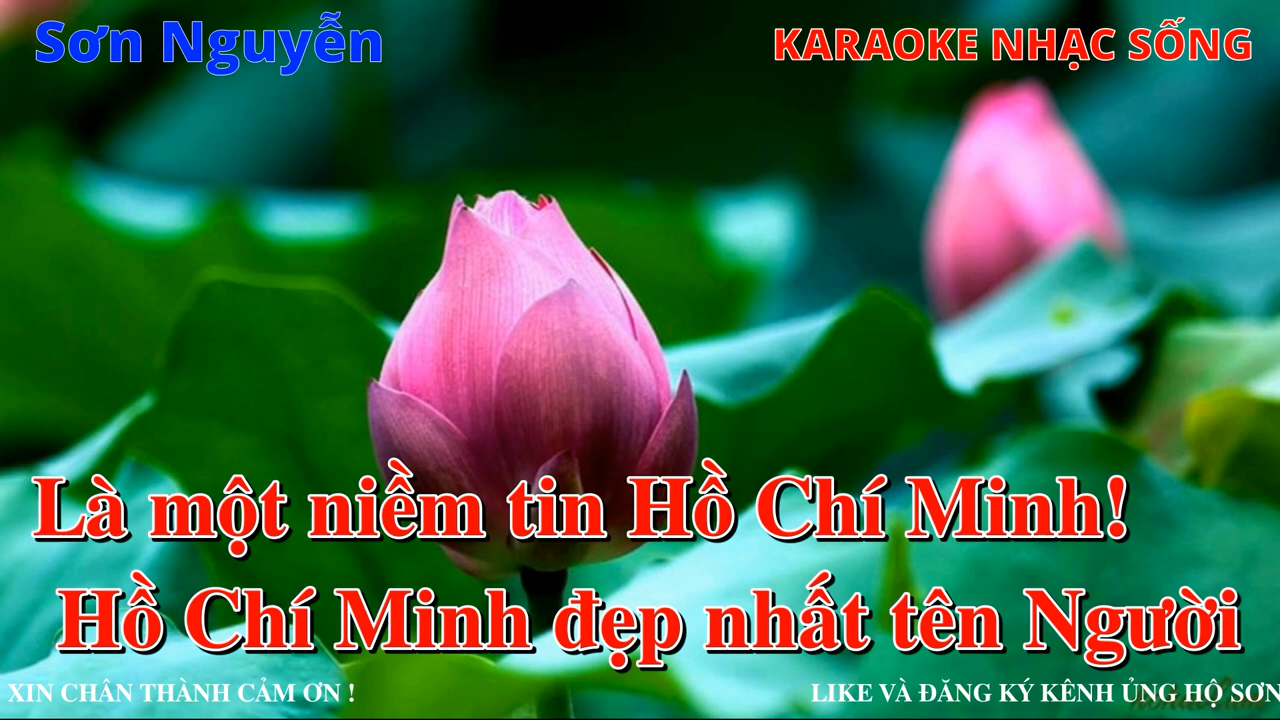 Sơn Nguyễn
KARAOKE NHẠC SỐNG
Là một niềm tin Hồ Chí Minh!
Hồ Chí Minh đẹp nhất tên Người
XIN CHÂN THÀNH CẢM ƠN !
LIKE VÀ ĐĂNG KÝ KÊNH ỦNG HỘ SƠN